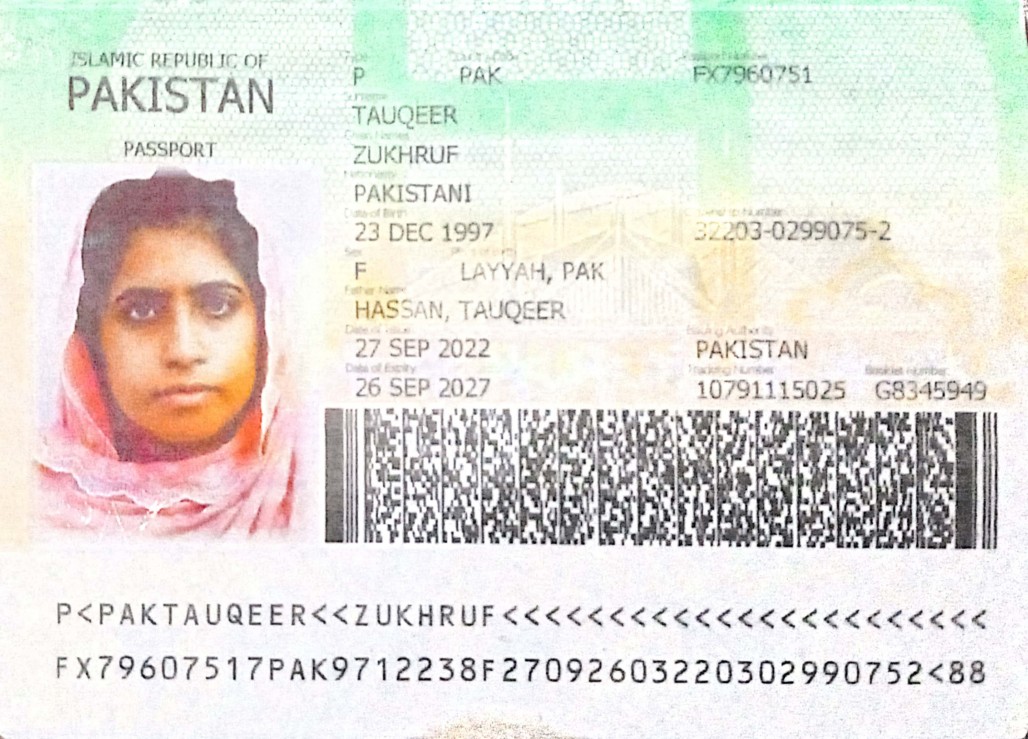 ISLAMIC REPUBLIC OF
PAKISTAN
PASSPORT
Type Country Code Passport Number
P PAK FX7960751
Surname
TAUQEER
Given Names
ZUKHRUF
Nationality
PAKISTANI
Date of Birth Citizenship Number
23 DEC 1997 32203-0299075-2
Sex Place of Birth
F LAYYAH, PAK
Father Name
HASSAN, TAUQEER
Date of Issue Issuing Authority
27 SEP 2022 PAKISTAN
Date of Expiry Tracking Number Booklet Number
26 SEP 2027 10791115025 G8345949
P<PAKTAUQEER<<ZUKHRUF<<<<<<<<<<<<<<<<<<<<<<<
FX79607517PAK9712238F27092603220302990752<88